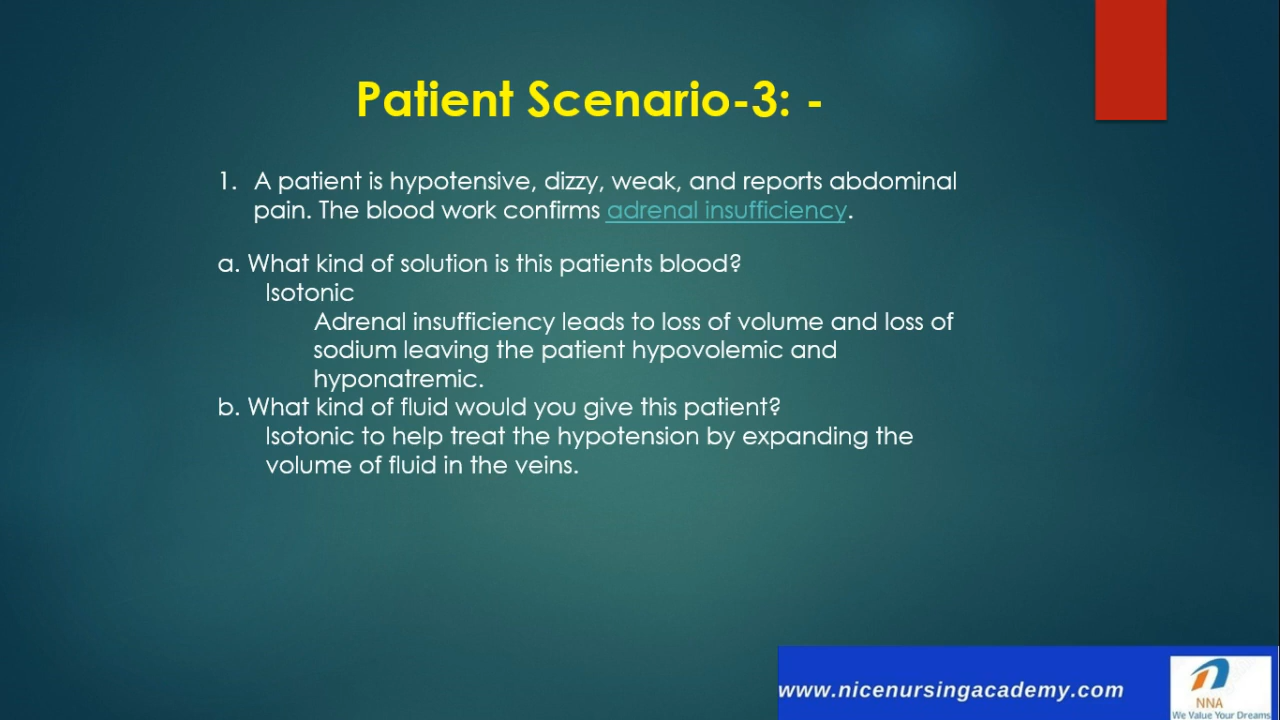 Patient Scenario-3: -
1. A patient is hypotensive, dizzy, weak, and reports abdominal
pain. The blood work confirms adrenal insufficiency.
a. What kind of solution is this patients blood?
Isotonic
Adrenal insufficiency leads to loss of volume and loss of
sodium leaving the patient hypovolemic and
hyponatremic.
b. What kind of fluid would you give this patient?
Isotonic to help treat the hypotension by expanding the
volume of fluid in the veins.
www.nicenursingacademy.com
NNA
We Value Your Dreams